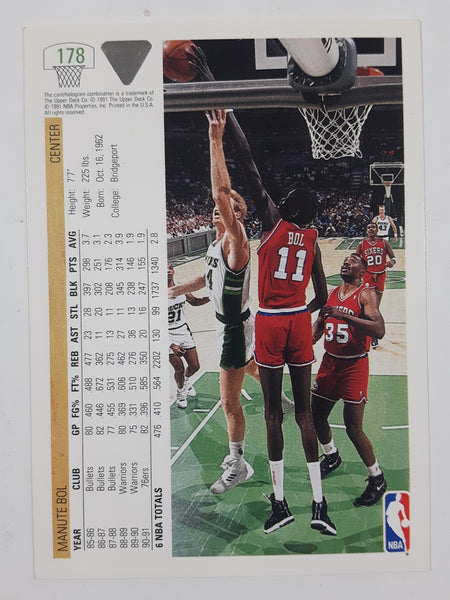 178
The card/hologram combination is a trademark of
The Upper Deck Co. © 1991 The Upper Deck Co.
© 1991 NBA Properties, Inc. Printed in the U.S.A.
All rights reserved.
MANUTE BOL CENTER
Height: 7'7"
Weight: 225 lbs.
Born: Oct. 16, 1962
College: Bridgeport
YEAR CLUB GP FG% FT% REB AST STL BLK PTS AVG
85-86 Bullets 80 .460 .488 477 23 28 397 298 3.7
86-87 Bullets 82 .446 .672 362 11 20 302 251 3.1
87-88 Bullets 77 .455 .531 275 13 11 208 176 2.3
88-89 Warriors 80 .369 .606 462 27 11 345 314 3.9
89-90 Warriors 75 .331 .510 276 36 13 238 146 1.9
90-91 76ers 82 .396 .585 350 20 16 247 155 1.9
6 NBA TOTALS 476 .410 .564 2202 130 99 1737 1340 2.8
BOL
11
SIXERS
35
SIXERS
20
43
21
NBA